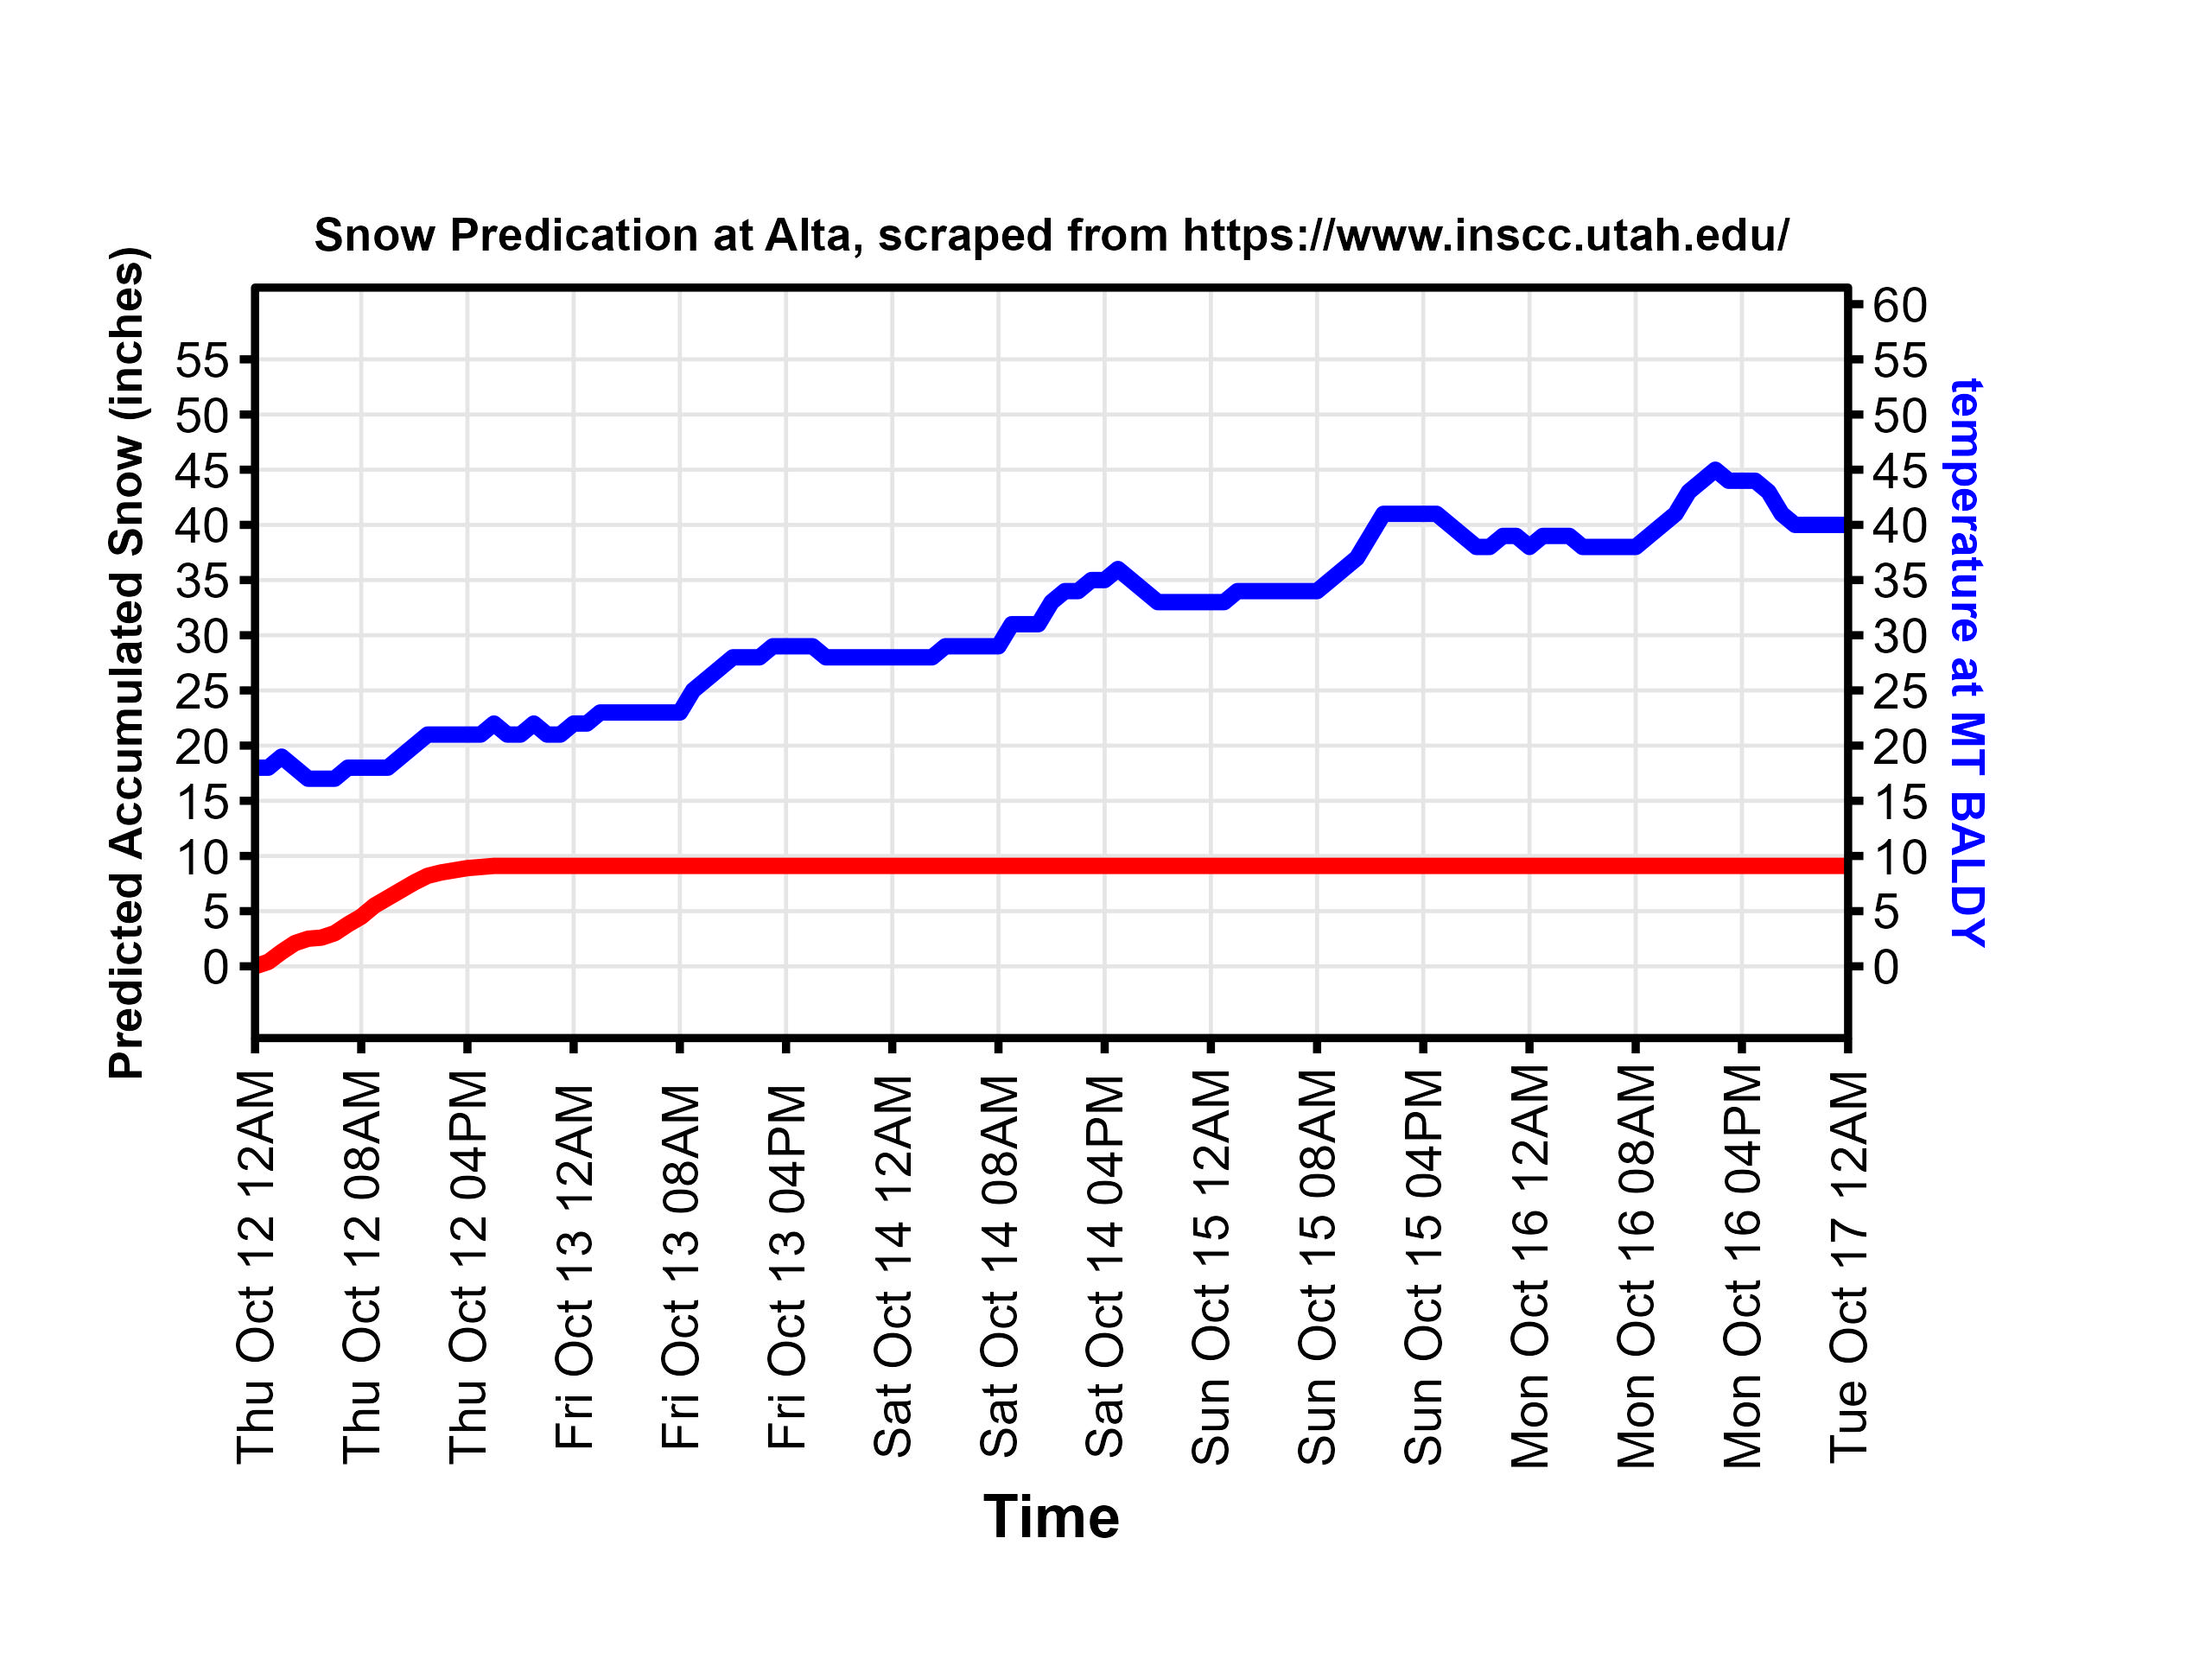 Snow Predication at Alta, scraped from https://www.inscc.utah.edu/
Predicted Accumulated Snow (inches)
55
50
45
40
35
30
25
20
15
10
5
0
60
55
50
45
40
35
30
25
20
15
10
5
0
temperature at MIT BALDY
Thu Oct 12 12AM
Thu Oct 12 08AM
Thu Oct 12 04PM
Fri Oct 13 12AM
Fri Oct 13 08AM
Fri Oct 13 04PM
Sat Oct 14 12AM
Sat Oct 14 08AM
Sat Oct 14 04PM
Sun Oct 15 12AM
Sun Oct 15 08AM
Sun Oct 15 04PM
Mon Oct 16 12AM
Mon Oct 16 08AM
Mon Oct 16 04PM
Tue Oct 17 12AM
Time